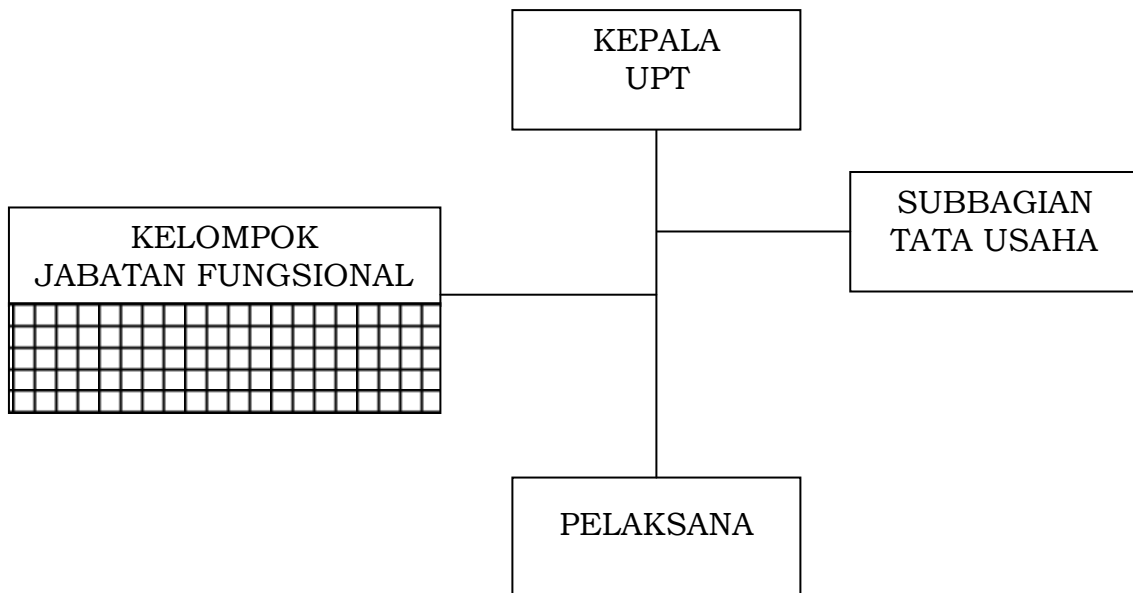 KEPALA
UPT
SUBBAGIAN
TATA USAHA
KELOMPOK
JABATAN FUNGSIONAL
PELAKSANA